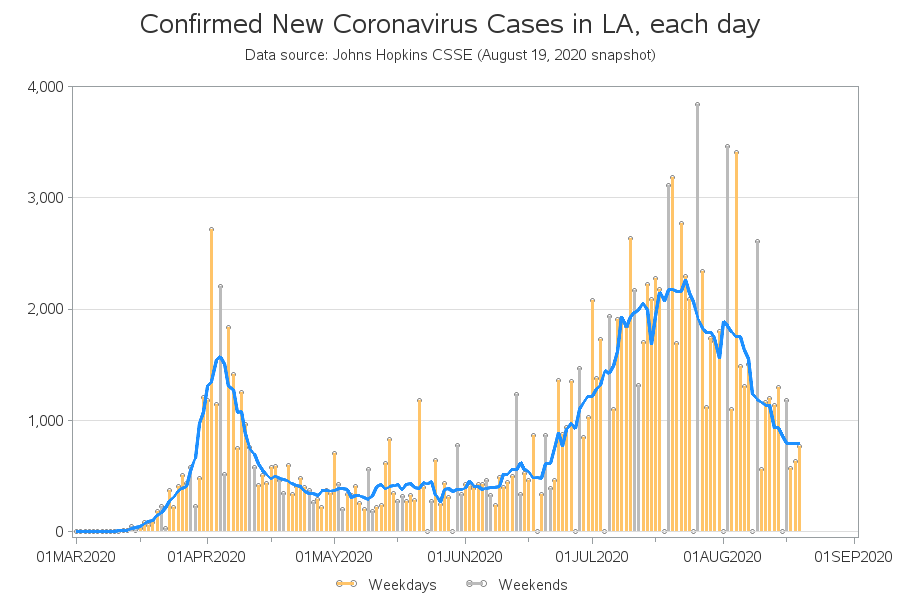 Confirmed New Coronavirus Cases in LA, each day
Data source: Johns Hopkins CSSE (August 19, 2020 snapshot)
4,000
3,000
2,000
1,000
0
01MAR2020 01APR2020 01MAY2020 01JUN2020 01JUL2020 01AUG2020 01SEP2020
Weekdays Weekends